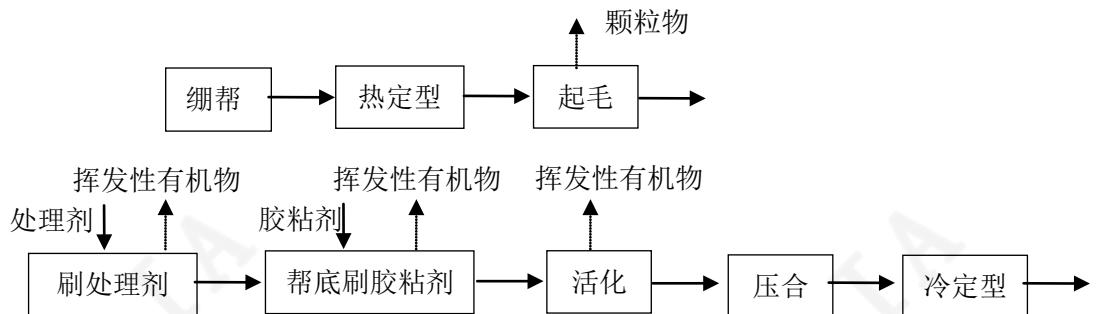 颗粒物
绷帮 热定型 起毛
挥发性有机物 挥发性有机物 挥发性有机物
处理剂 胶粘剂
刷处理剂 帮底刷胶粘剂 活化 压合 冷定型